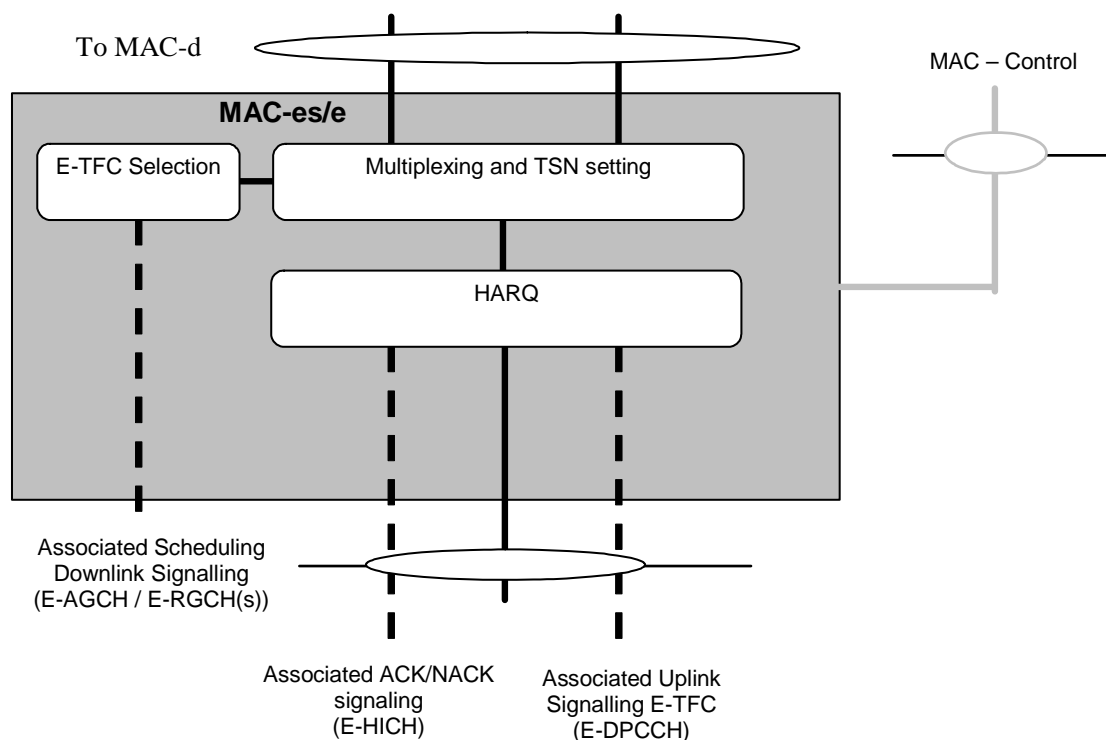 To MAC-d
MAC – Control
MAC-es/e
E-TFC Selection
Multiplexing and TSN setting
HARQ
Associated Scheduling
Downlink Signalling
(E-AGCH / E-RGCH(s))
Associated ACK/NACK
signaling
(E-HICH)
Associated Uplink
Signalling E-TFC
(E-DPCCH)